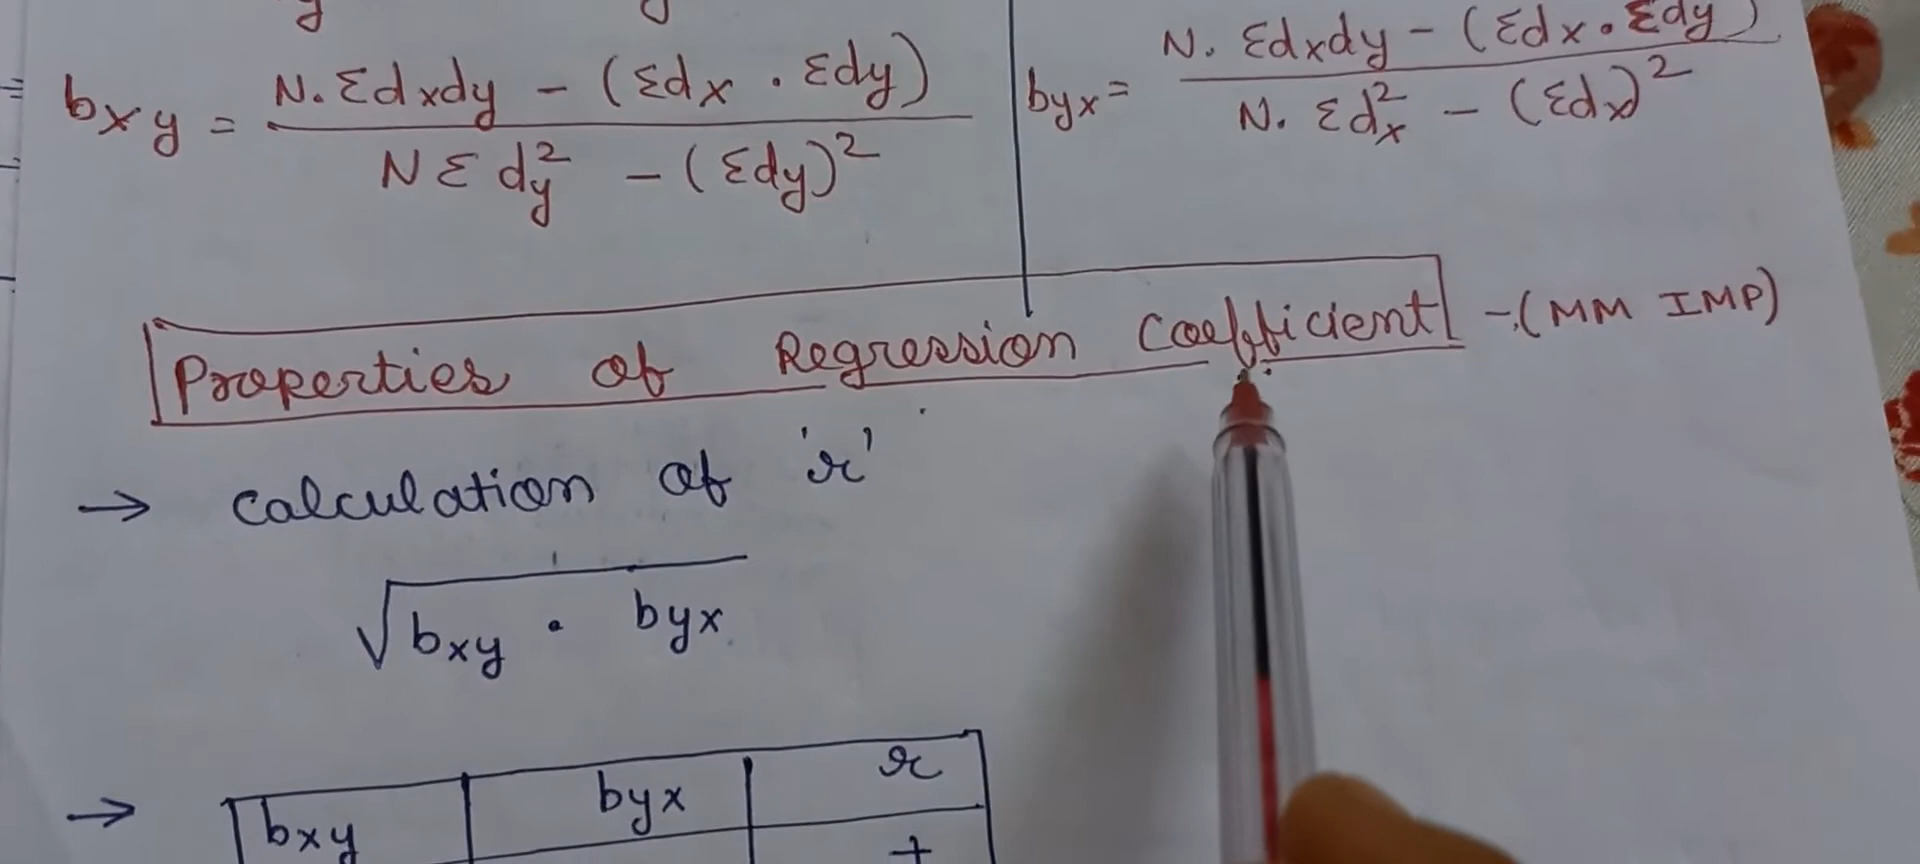 bxy = N. Σdxdy - (Σdx . Σdy) / NΣdy² - (Σdy)²
byx = N. Σdxdy - (Σdx . Σdy) / N. Σdx² - (Σdx)²
Properties of Regression Coefficient - (MM IMP)
→ Calculation of 'r'
√bxy . byx
→ bxy byx r
+